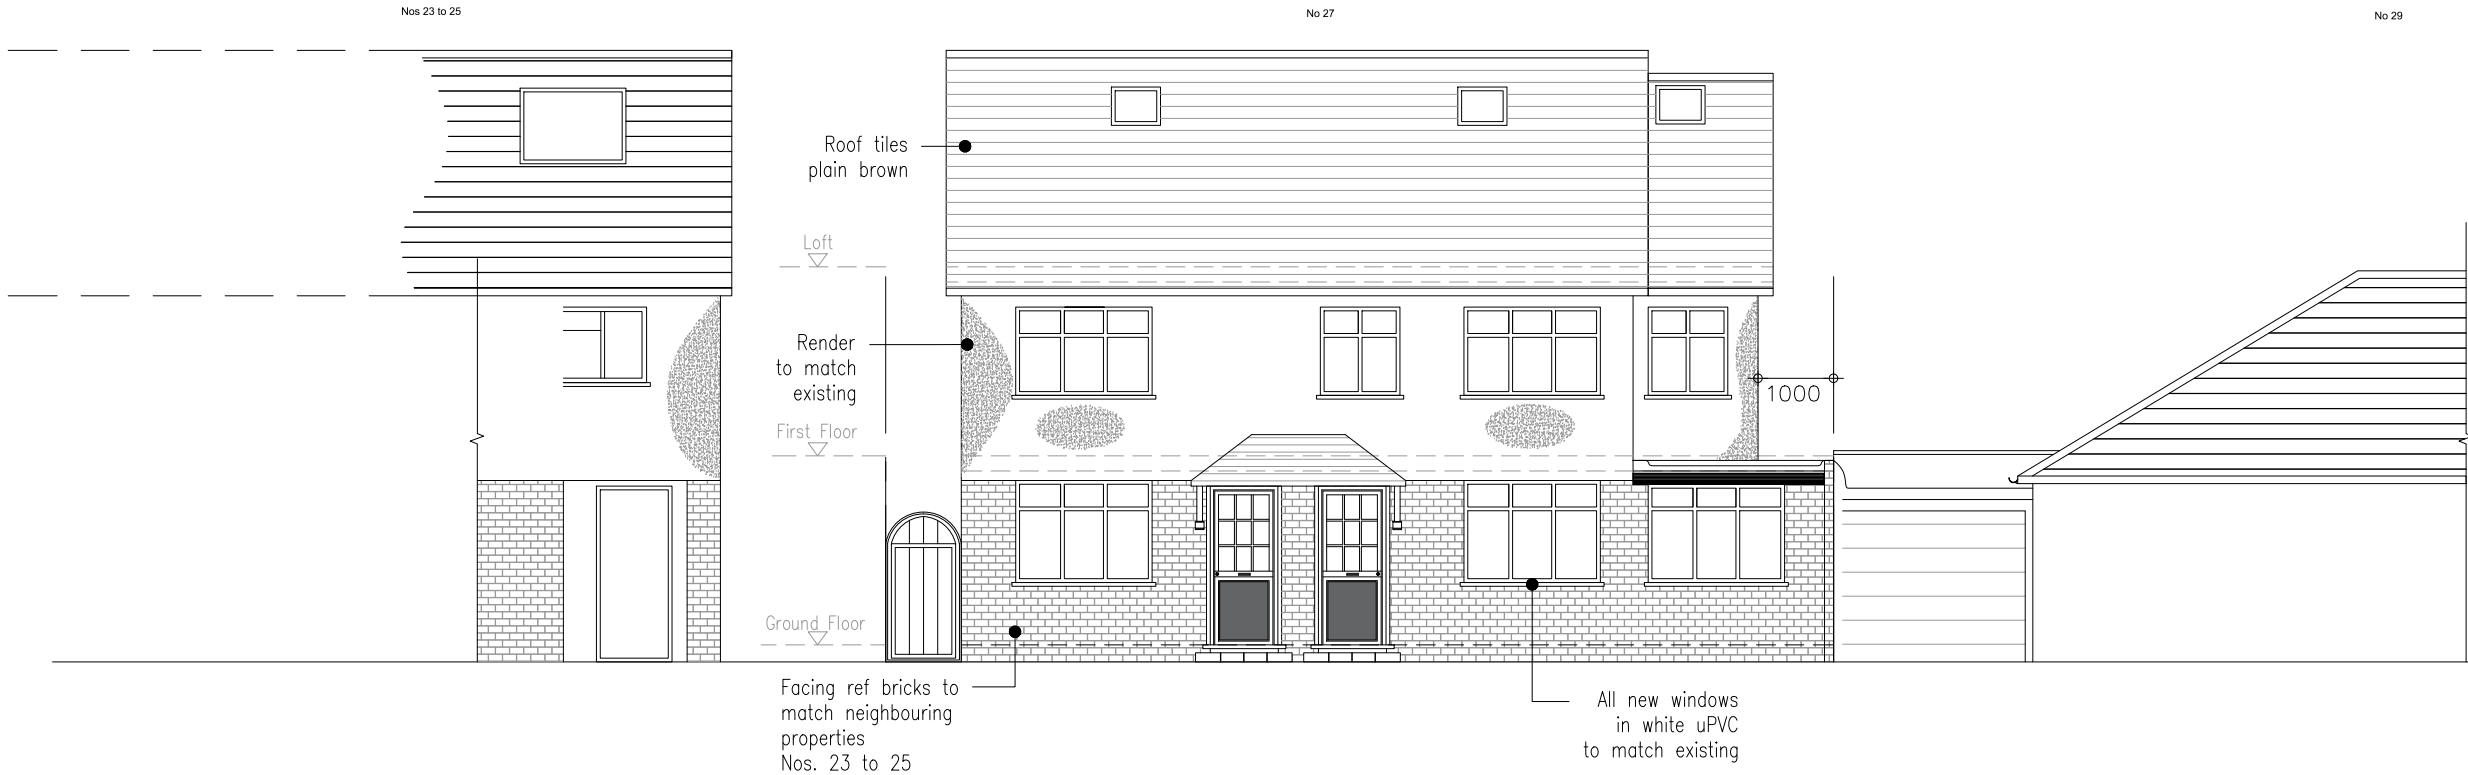 Nos 23 to 25
No 27
No 29
Roof tiles
plain brown
Loft
Render
to match
existing
1000
First Floor
Ground Floor
Facing ref bricks to
match neighbouring
properties
Nos. 23 to 25
All new windows
in white uPVC
to match existing